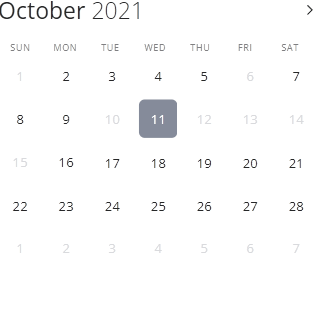 October 2021
SUN MON TUE WED THU FRI SAT
1 2 3 4 5 6 7
8 9 10 11 12 13 14
15 16 17 18 19 20 21
22 23 24 25 26 27 28
1 2 3 4 5 6 7